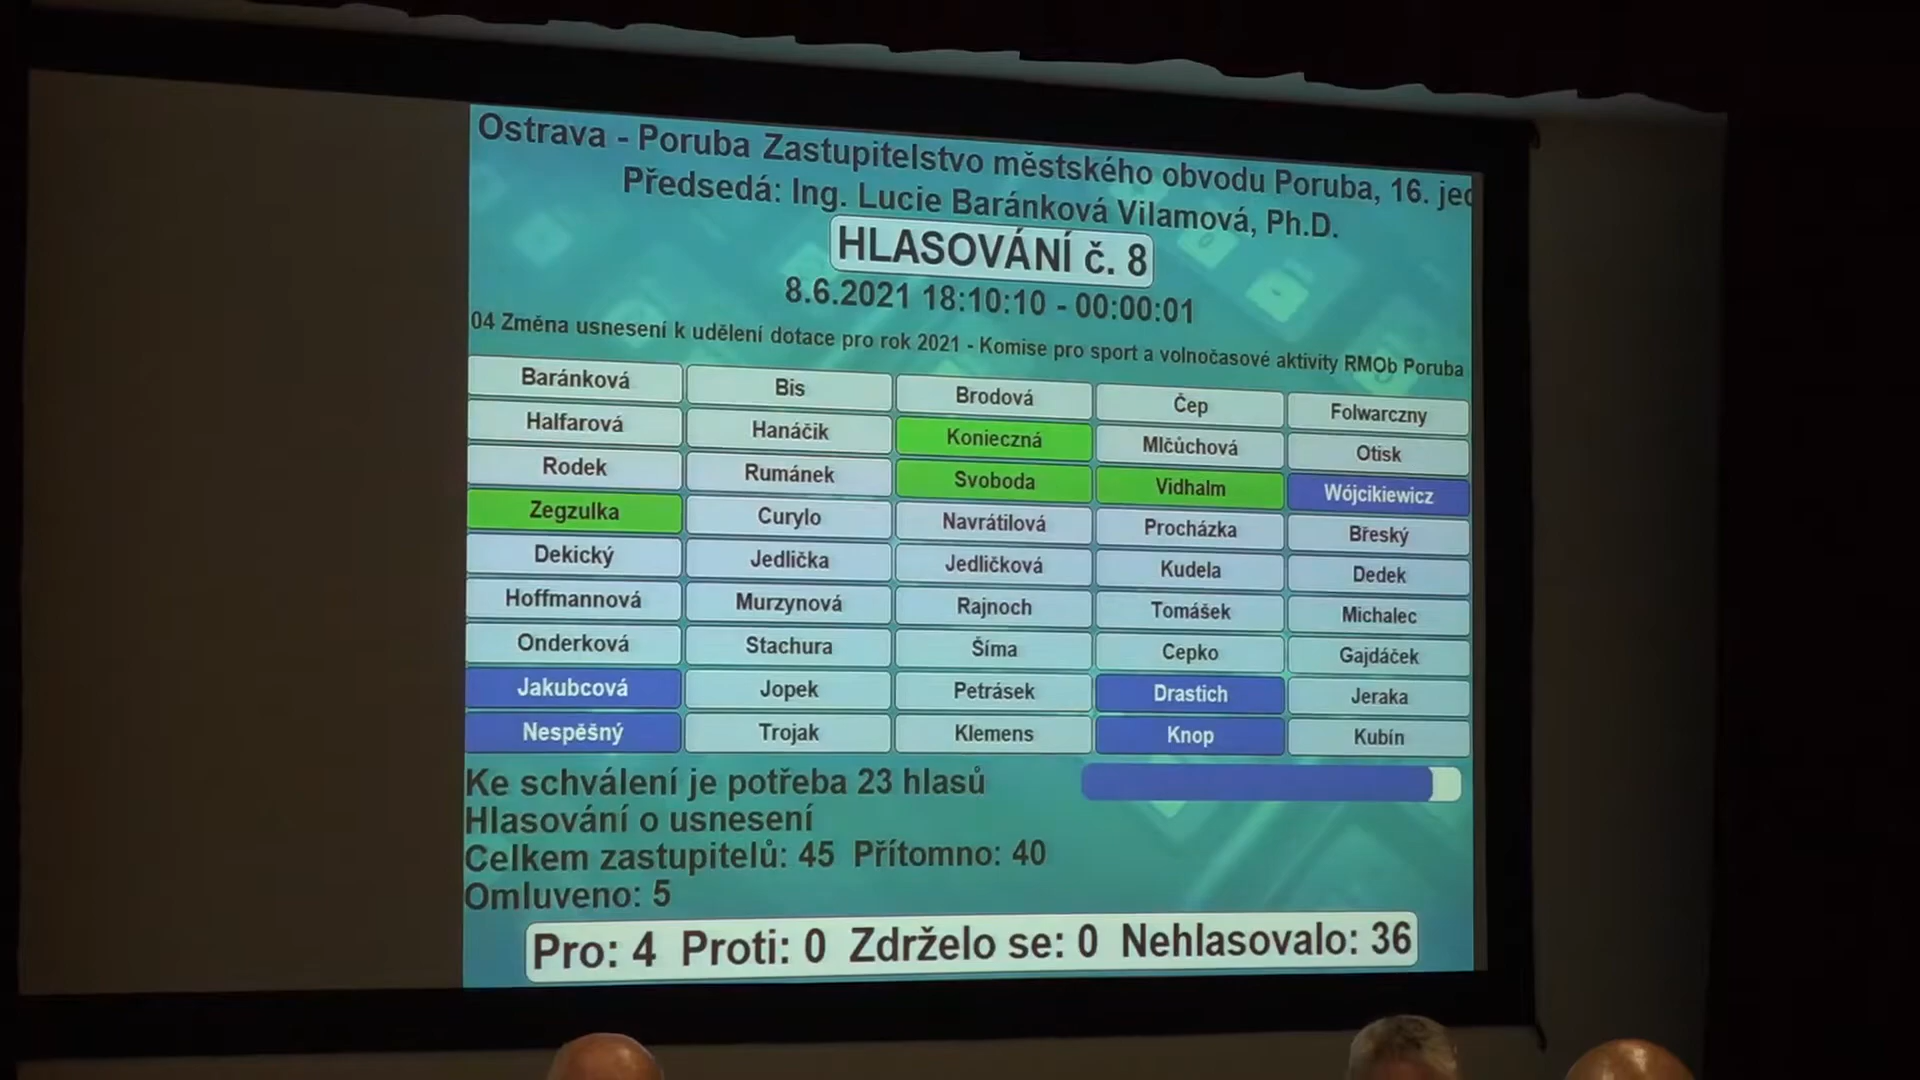 Ostrava - Poruba Zastupitelstvo městského obvodu Poruba, 16. jed
Předsedá: Ing. Lucie Baránková Vilamová, Ph.D.
HLASOVÁNÍ č. 8
8.6.2021 18:10:10 - 00:00:01
04 Změna usnesení k udělení dotace pro rok 2021 - Komise pro sport a volnočasové aktivity RMOb Poruba
Baránková Bis Brodová Čep Folwarczny
Halfarová Hanáčik Konieczná Mlčůchová Otisk
Rodek Rumánek Svoboda Vidhalm Wójcikiewicz
Zegzulka Curylo Navrátilová Procházka Břeský
Dekický Jedlička Jedličková Kudela Dedek
Hoffmannová Murzynová Rajnoch Tomášek Michalec
Onderková Stachura Šíma Cepko Gajdáček
Jakubcová Jopek Petrásek Drastich Jeraka
Nespěšný Trojak Klemens Knop Kubín
Ke schválení je potřeba 23 hlasů
Hlasování o usnesení
Celkem zastupitelů: 45 Přítomno: 40
Omluveno: 5
Pro: 4 Proti: 0 Zdrželo se: 0 Nehlasovalo: 36